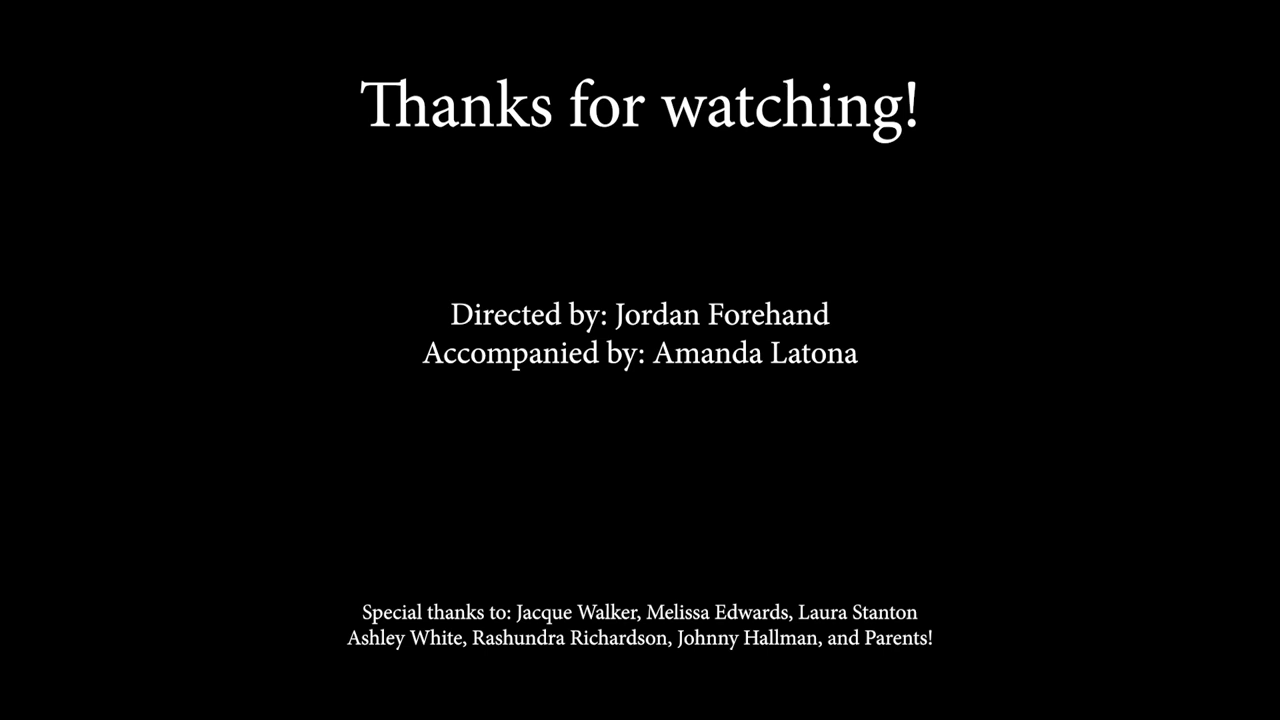 Thanks for watching!
Directed by: Jordan Forehand
Accompanied by: Amanda Latona
Special thanks to: Jacque Walker, Melissa Edwards, Laura Stanton
Ashley White, Rashundra Richardson, Johnny Hallman, and Parents!